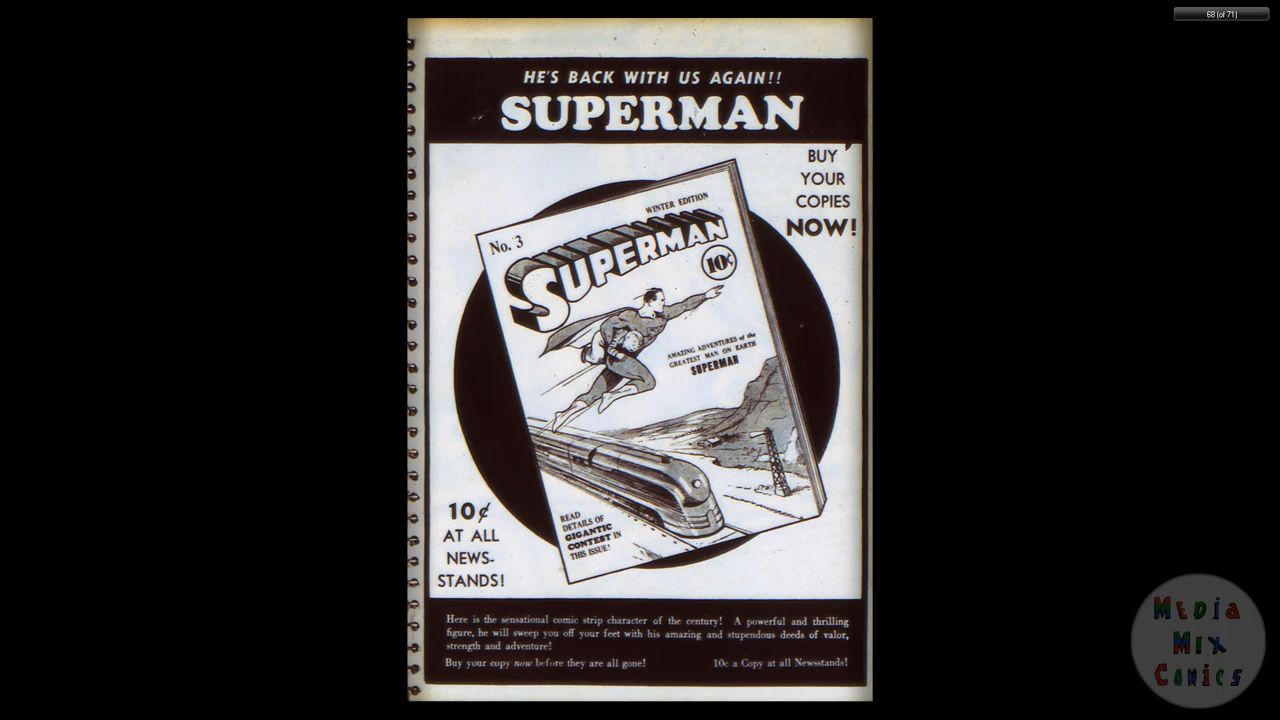 68 (of 71)
HE'S BACK WITH US AGAIN!!
SUPERMAN
BUY
YOUR
COPIES
NOW!
WINTER EDITION
No. 3
SUPERMAN
10¢
AMAZING ADVENTURES of the
GREATEST MAN ON EARTH
SUPERMAN
READ
DETAILS OF
GIGANTIC
CONTEST IN
THIS ISSUE!
10¢
AT ALL
NEWS-
STANDS!
Here is the sensational comic strip character of the century! A powerful and thrilling
figure, he will sweep you off your feet with his amazing and stupendous deeds of valor,
strength and adventure!
Buy your copy now before they are all gone! 10c a Copy at all Newsstands!
MEDia
MiX
COMiCS